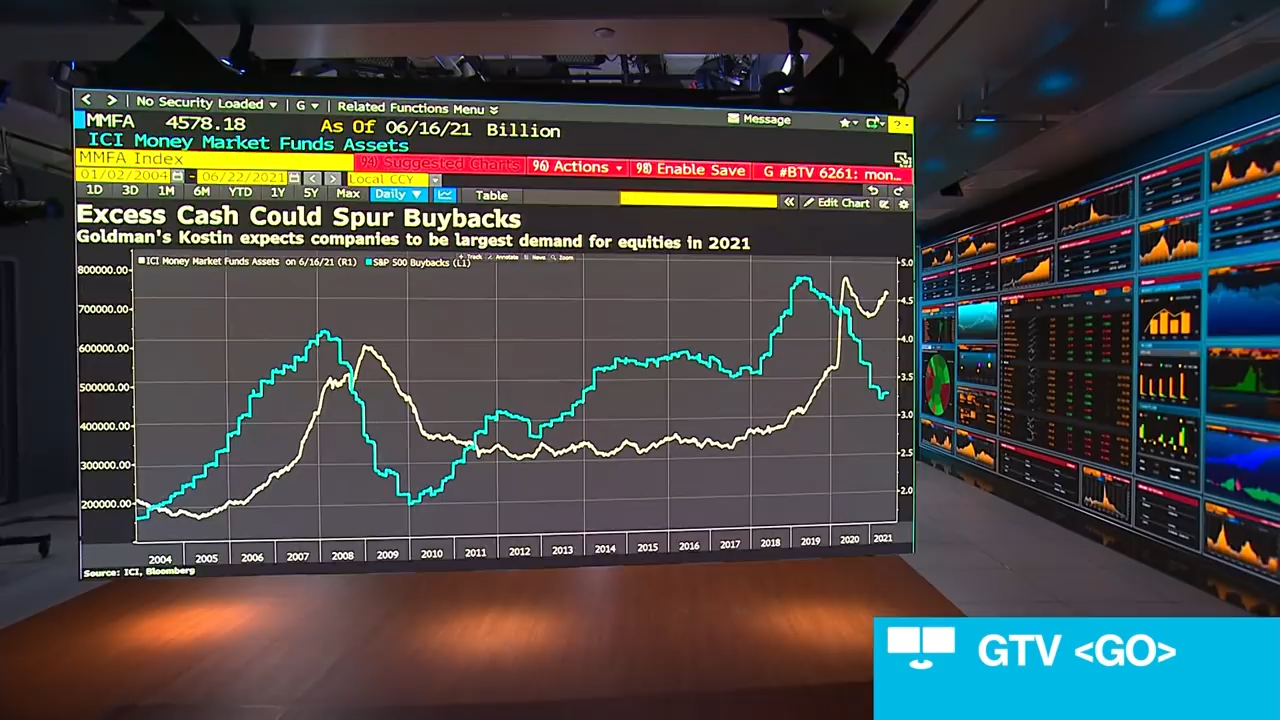 < > No Security Loaded ▼ | G ▼ | Related Functions Menu
Message
MMFA 4578.18 As Of 06/16/21 Billion
ICI Money Market Funds Assets
MMFA Index 94) Suggested Charts 96) Actions 98) Enable Save G #BTV 6261: mon...
01/02/2004 - 06/22/2021 < > Local CCY
1D 3D 1M 6M YTD 1Y 5Y Max Daily ▼ Table « Edit Chart
Excess Cash Could Spur Buybacks
Goldman's Kostin expects companies to be largest demand for equities in 2021
Track Annotate News Zoom
ICI Money Market Funds Assets on 6/16/21 (R1) S&P 500 Buybacks (L1)
800000.00
700000.00
600000.00
500000.00
400000.00
300000.00
200000.00
5.0
4.5
4.0
3.5
3.0
2.5
2.0
2004 2005 2006 2007 2008 2009 2010 2011 2012 2013 2014 2015 2016 2017 2018 2019 2020 2021
Source: ICI, Bloomberg
GTV <GO>